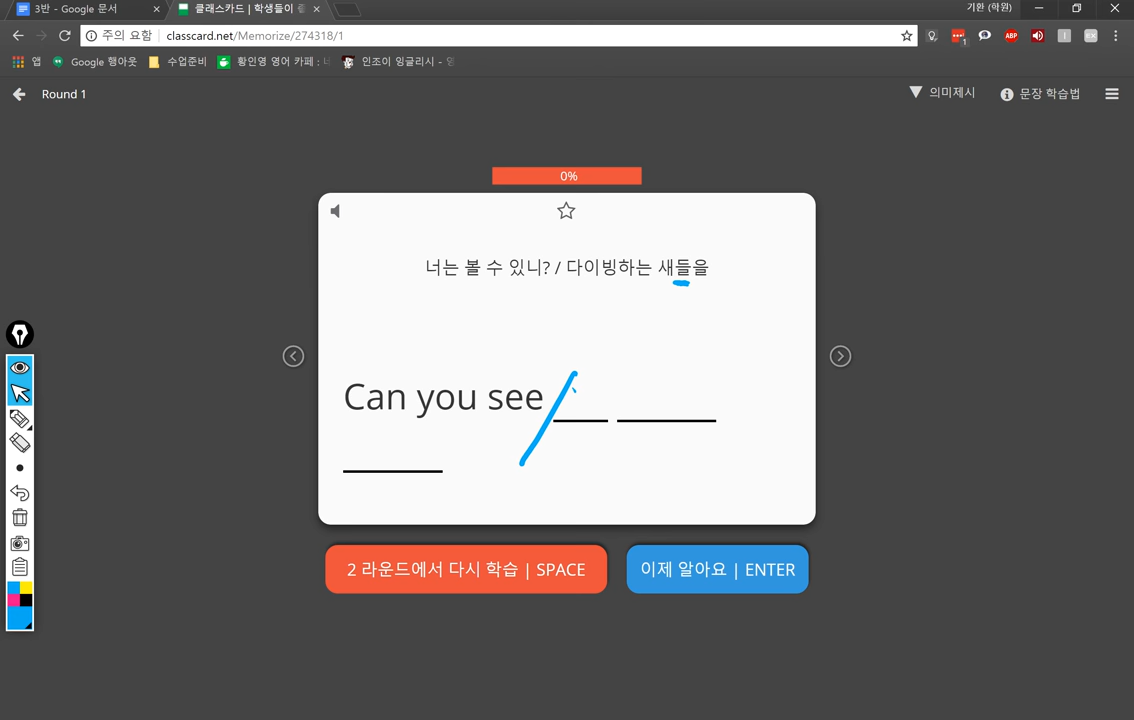 3반 - Google 문서
클래스카드 | 학생들이
기환 (학원)
주의 요함
classcard.net/Memorize/274318/1
ABP
1
앱
Google 행아웃
수업준비
황인영 영어 카페 :
인조이 잉글리시 -
Round 1
의미제시
문장 학습법
0%
너는 볼 수 있니? / 다이빙하는 새들을
Can you see
2 라운드에서 다시 학습 | SPACE
이제 알아요 | ENTER